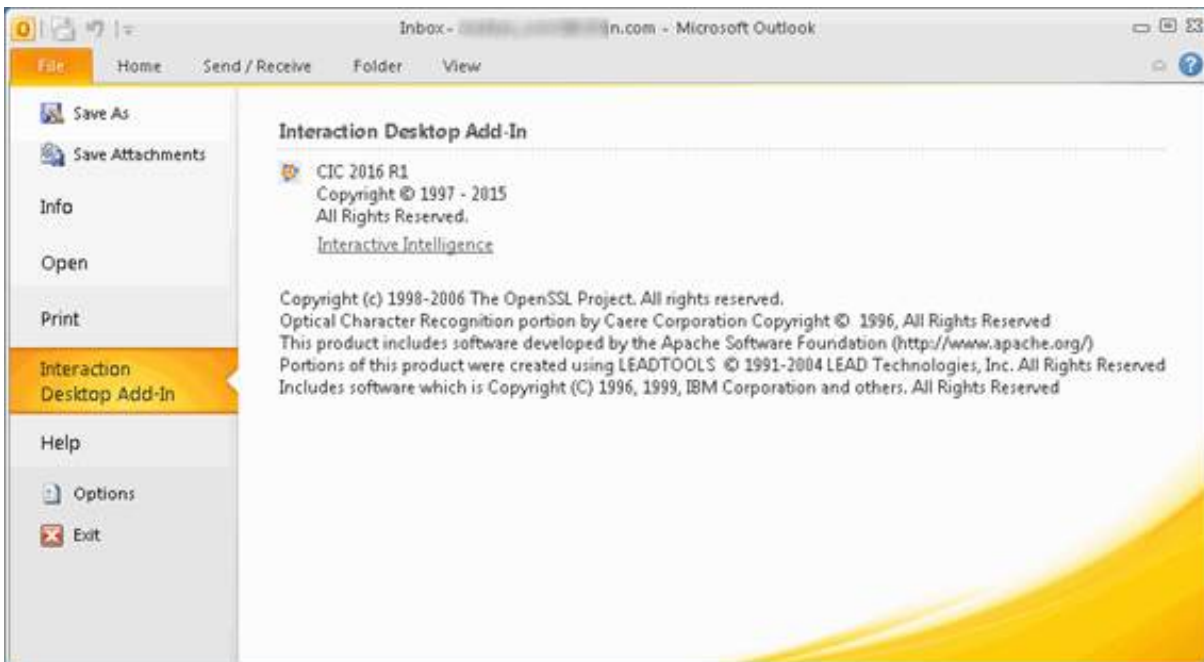 Inbox - n.com - Microsoft Outlook
File Home Send / Receive Folder View
Save As
Save Attachments
Info
Open
Print
Interaction
Desktop Add-In
Help
Options
Exit
Interaction Desktop Add-In
CIC 2016 R1
Copyright © 1997 - 2015
All Rights Reserved.
Interactive Intelligence
Copyright (c) 1998-2006 The OpenSSL Project. All rights reserved.
Optical Character Recognition portion by Caere Corporation Copyright © 1996, All Rights Reserved
This product includes software developed by the Apache Software Foundation (http://www.apache.org/)
Portions of this product were created using LEADTOOLS © 1991-2004 LEAD Technologies, Inc. All Rights Reserved
Includes software which is Copyright (C) 1996, 1999, IBM Corporation and others. All Rights Reserved